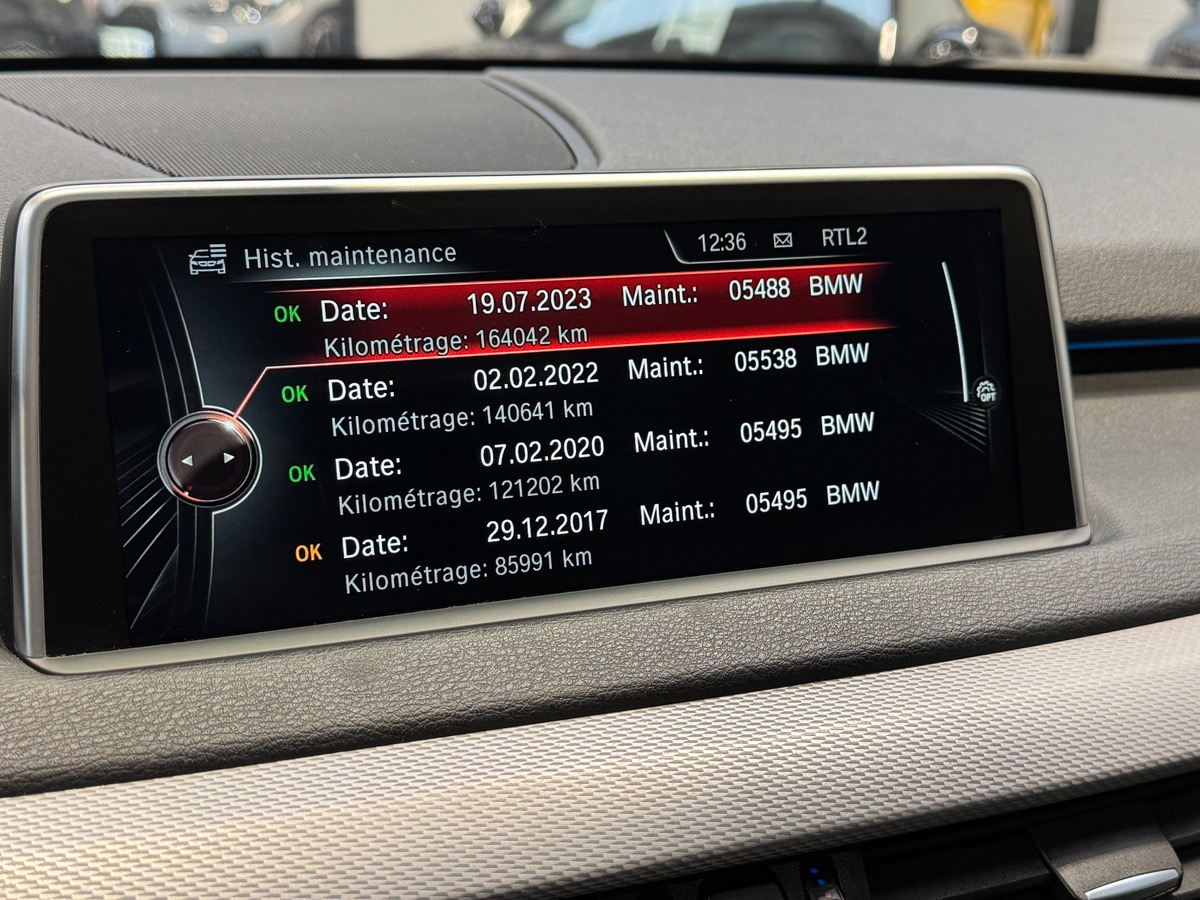 Hist. maintenance 12:36 RTL2
OK Date: 19.07.2023 Maint.: 05488 BMW
Kilométrage: 164042 km
OK Date: 02.02.2022 Maint.: 05538 BMW
Kilométrage: 140641 km
OK Date: 07.02.2020 Maint.: 05495 BMW
Kilométrage: 121202 km
OK Date: 29.12.2017 Maint.: 05495 BMW
Kilométrage: 85991 km
OPT